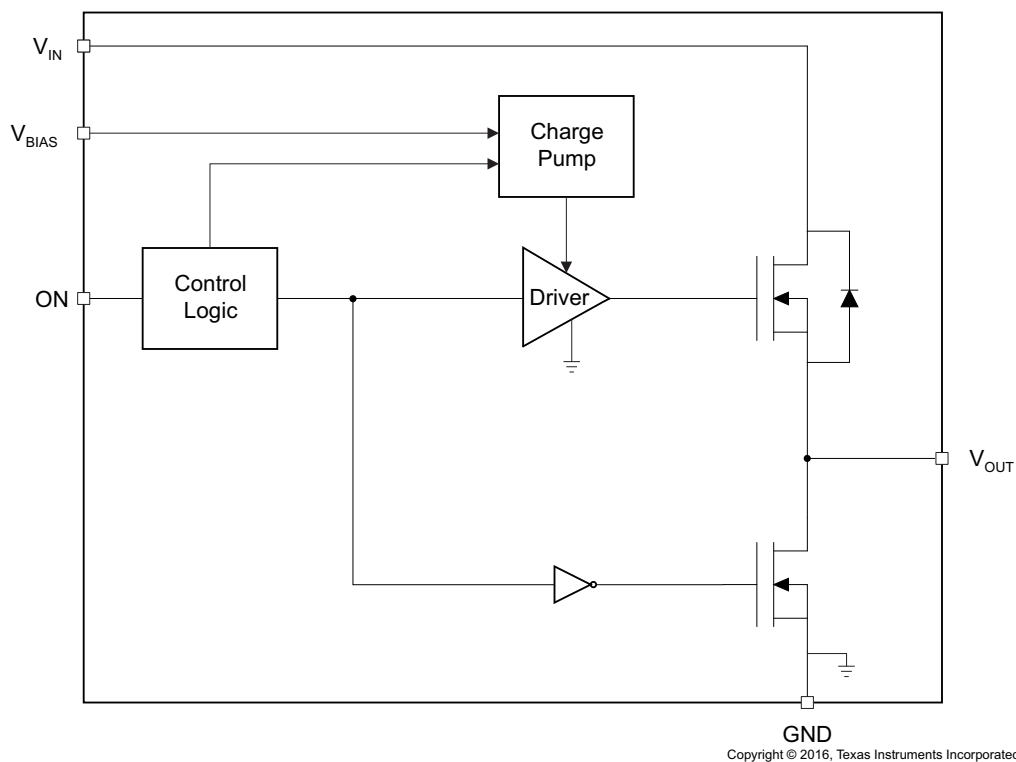 V_IN
V_BIAS
Charge
Pump
Control
Logic
ON
Driver
V_OUT
GND
Copyright © 2016, Texas Instruments Incorporated